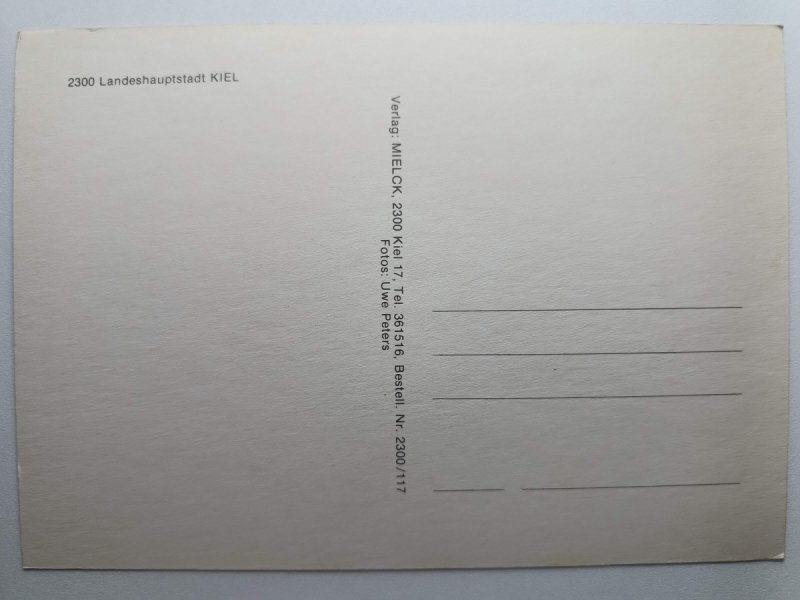 2300 Landeshauptstadt KIEL
Verlag: MIELCK, 2300 Kiel 17, Tel. 361516, Bestell. Nr. 2300/117
Fotos: Uwe Peters